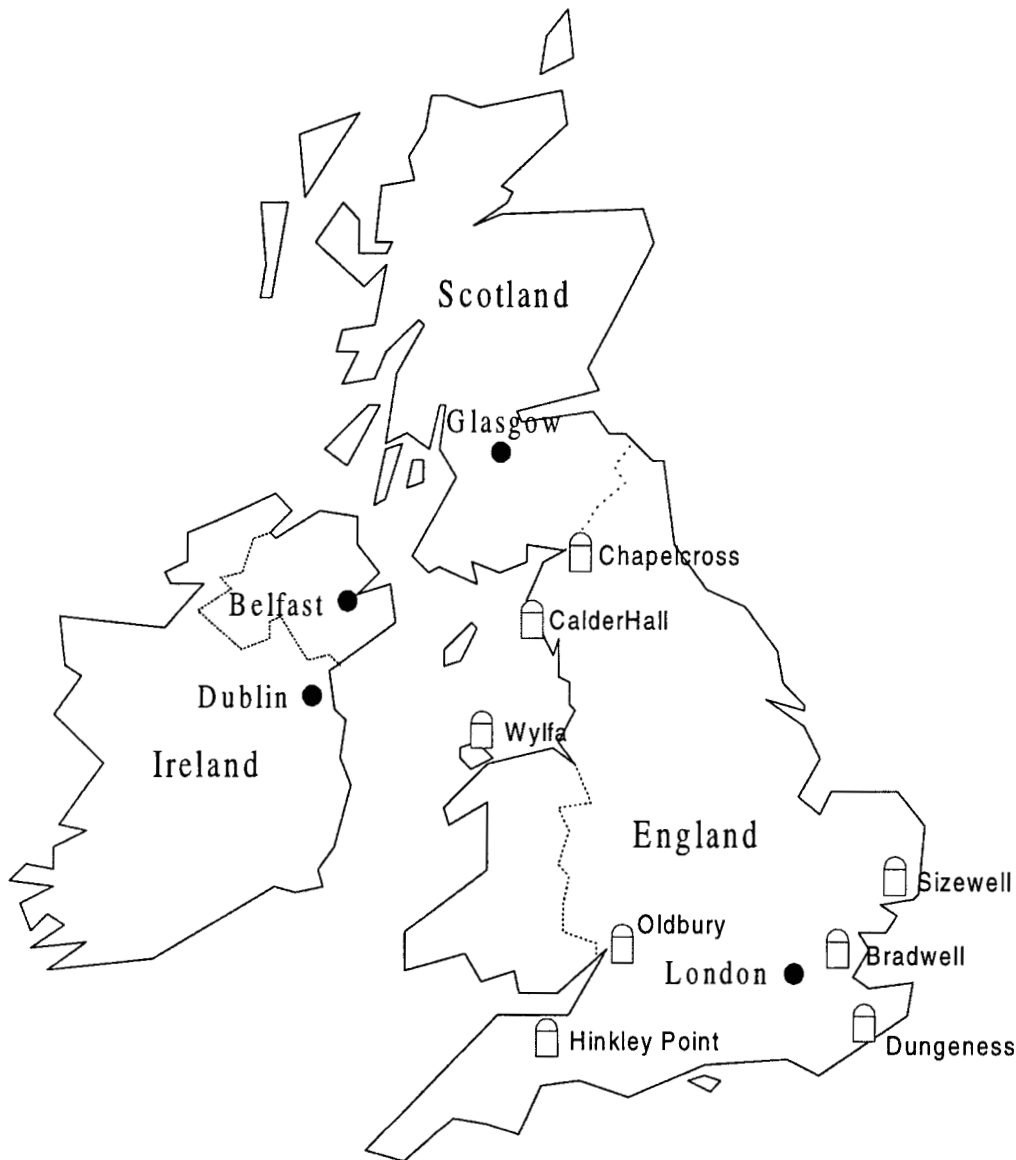 Scotland
Glasgow
Chapelcross
Belfast
CalderHall
Dublin
Wylfa
Ireland
England
Sizewell
Oldbury
Bradwell
London
Hinkley Point
Dungeness